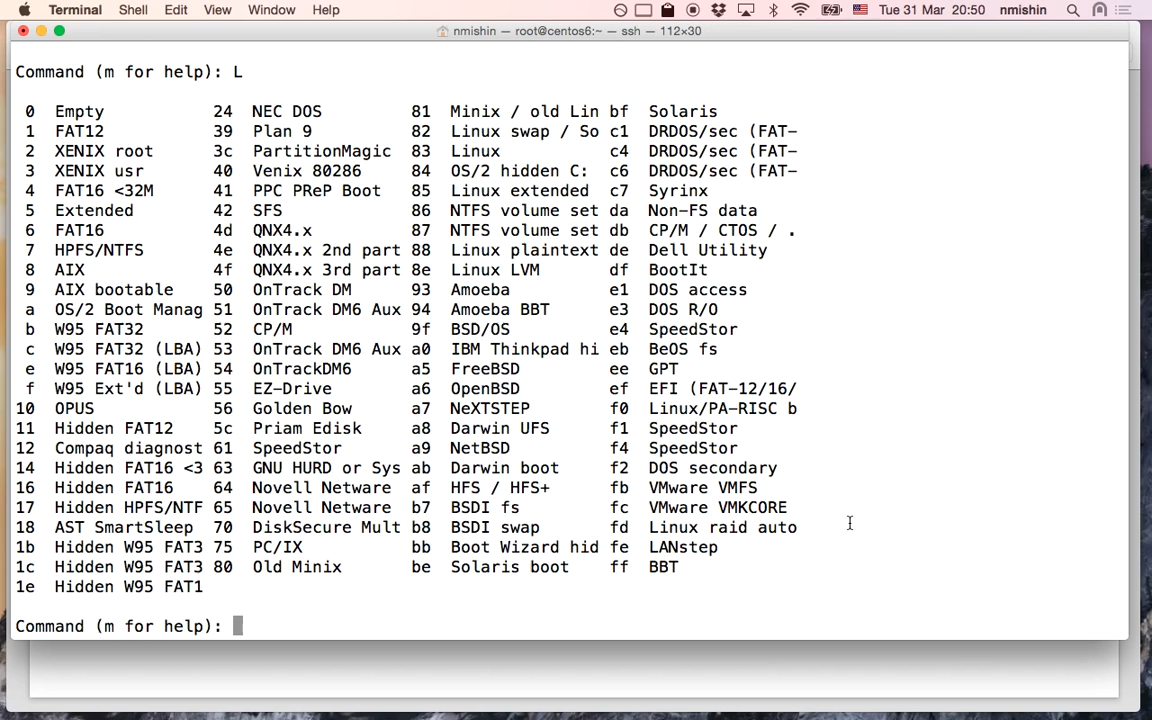 Terminal Shell Edit View Window Help Tue 31 Mar 20:50 nmishin
nmishin — root@centos6:~ — ssh — 112×30
Command (m for help): L
0 Empty 24 NEC DOS 81 Minix / old Lin bf Solaris
1 FAT12 39 Plan 9 82 Linux swap / So c1 DRDOS/sec (FAT-
2 XENIX root 3c PartitionMagic 83 Linux c4 DRDOS/sec (FAT-
3 XENIX usr 40 Venix 80286 84 OS/2 hidden C: c6 DRDOS/sec (FAT-
4 FAT16 <32M 41 PPC PReP Boot 85 Linux extended c7 Syrinx
5 Extended 42 SFS 86 NTFS volume set da Non-FS data
6 FAT16 4d QNX4.x 87 NTFS volume set db CP/M / CTOS / .
7 HPFS/NTFS 4e QNX4.x 2nd part 88 Linux plaintext de Dell Utility
8 AIX 4f QNX4.x 3rd part 8e Linux LVM df BootIt
9 AIX bootable 50 OnTrack DM 93 Amoeba e1 DOS access
a OS/2 Boot Manag 51 OnTrack DM6 Aux 94 Amoeba BBT e3 DOS R/O
b W95 FAT32 52 CP/M 9f BSD/OS e4 SpeedStor
c W95 FAT32 (LBA) 53 OnTrack DM6 Aux a0 IBM Thinkpad hi eb BeOS fs
e W95 FAT16 (LBA) 54 OnTrackDM6 a5 FreeBSD ee GPT
f W95 Ext'd (LBA) 55 EZ-Drive a6 OpenBSD ef EFI (FAT-12/16/
10 OPUS 56 Golden Bow a7 NeXTSTEP f0 Linux/PA-RISC b
11 Hidden FAT12 5c Priam Edisk a8 Darwin UFS f1 SpeedStor
12 Compaq diagnost 61 SpeedStor a9 NetBSD f4 SpeedStor
14 Hidden FAT16 <3 63 GNU HURD or Sys ab Darwin boot f2 DOS secondary
16 Hidden FAT16 64 Novell Netware af HFS / HFS+ fb VMware VMFS
17 Hidden HPFS/NTF 65 Novell Netware b7 BSDI fs fc VMware VMKCORE
18 AST SmartSleep 70 DiskSecure Mult b8 BSDI swap fd Linux raid auto
1b Hidden W95 FAT3 75 PC/IX bb Boot Wizard hid fe LANstep
1c Hidden W95 FAT3 80 Old Minix be Solaris boot ff BBT
1e Hidden W95 FAT1
Command (m for help):